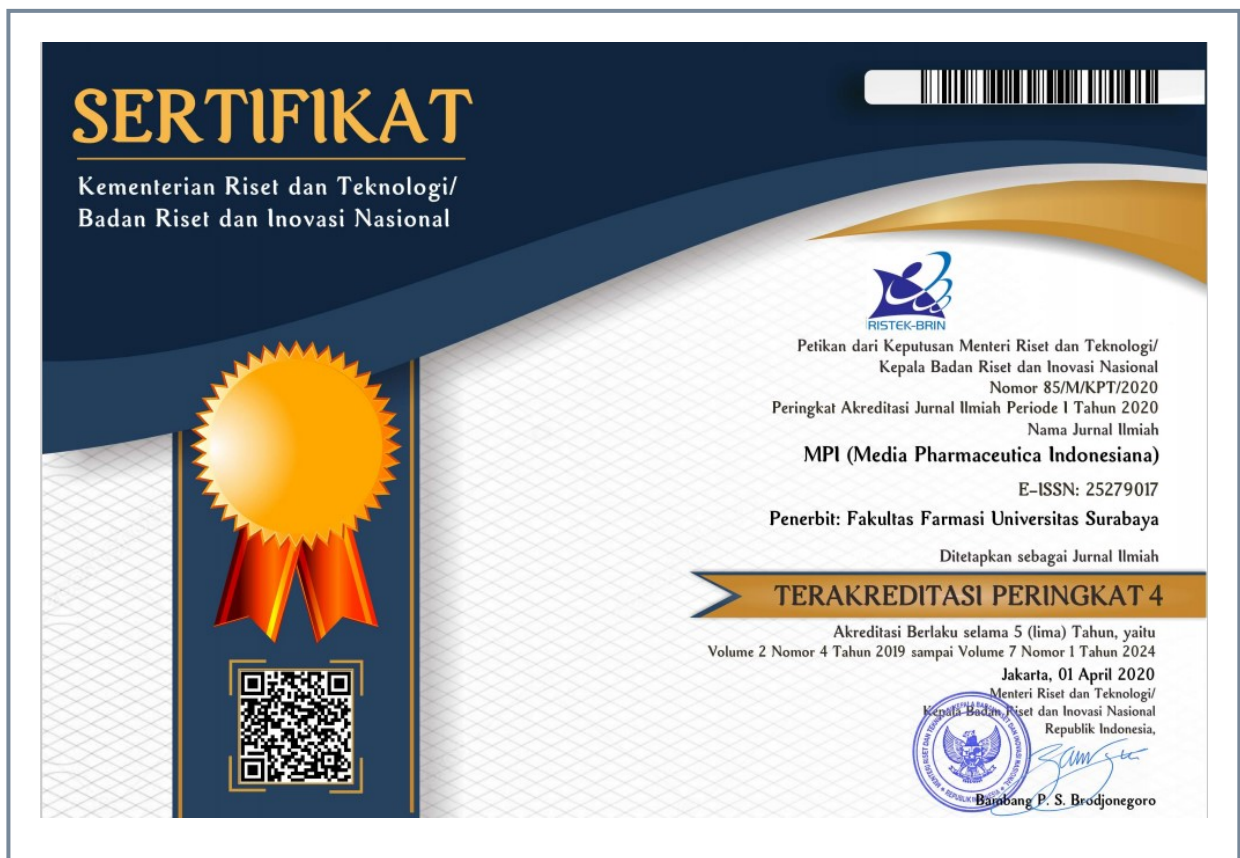 SERTIFIKAT
Kementerian Riset dan Teknologi/
Badan Riset dan Inovasi Nasional
RISTEK-BRIN
Petikan dari Keputusan Menteri Riset dan Teknologi/
Kepala Badan Riset dan Inovasi Nasional
Nomor 85/M/KPT/2020
Peringkat Akreditasi Jurnal Ilmiah Periode I Tahun 2020
Nama Jurnal Ilmiah
MPI (Media Pharmaceutica Indonesiana)
E-ISSN: 25279017
Penerbit: Fakultas Farmasi Universitas Surabaya
Ditetapkan sebagai Jurnal Ilmiah
TERAKREDITASI PERINGKAT 4
Akreditasi Berlaku selama 5 (lima) Tahun, yaitu
Volume 2 Nomor 4 Tahun 2019 sampai Volume 7 Nomor 1 Tahun 2024
Jakarta, 01 April 2020
Menteri Riset dan Teknologi/
Kepala Badan Riset dan Inovasi Nasional
Republik Indonesia,
REPUBLIK INDONESIA
Bambang P. S. Brodjonegoro